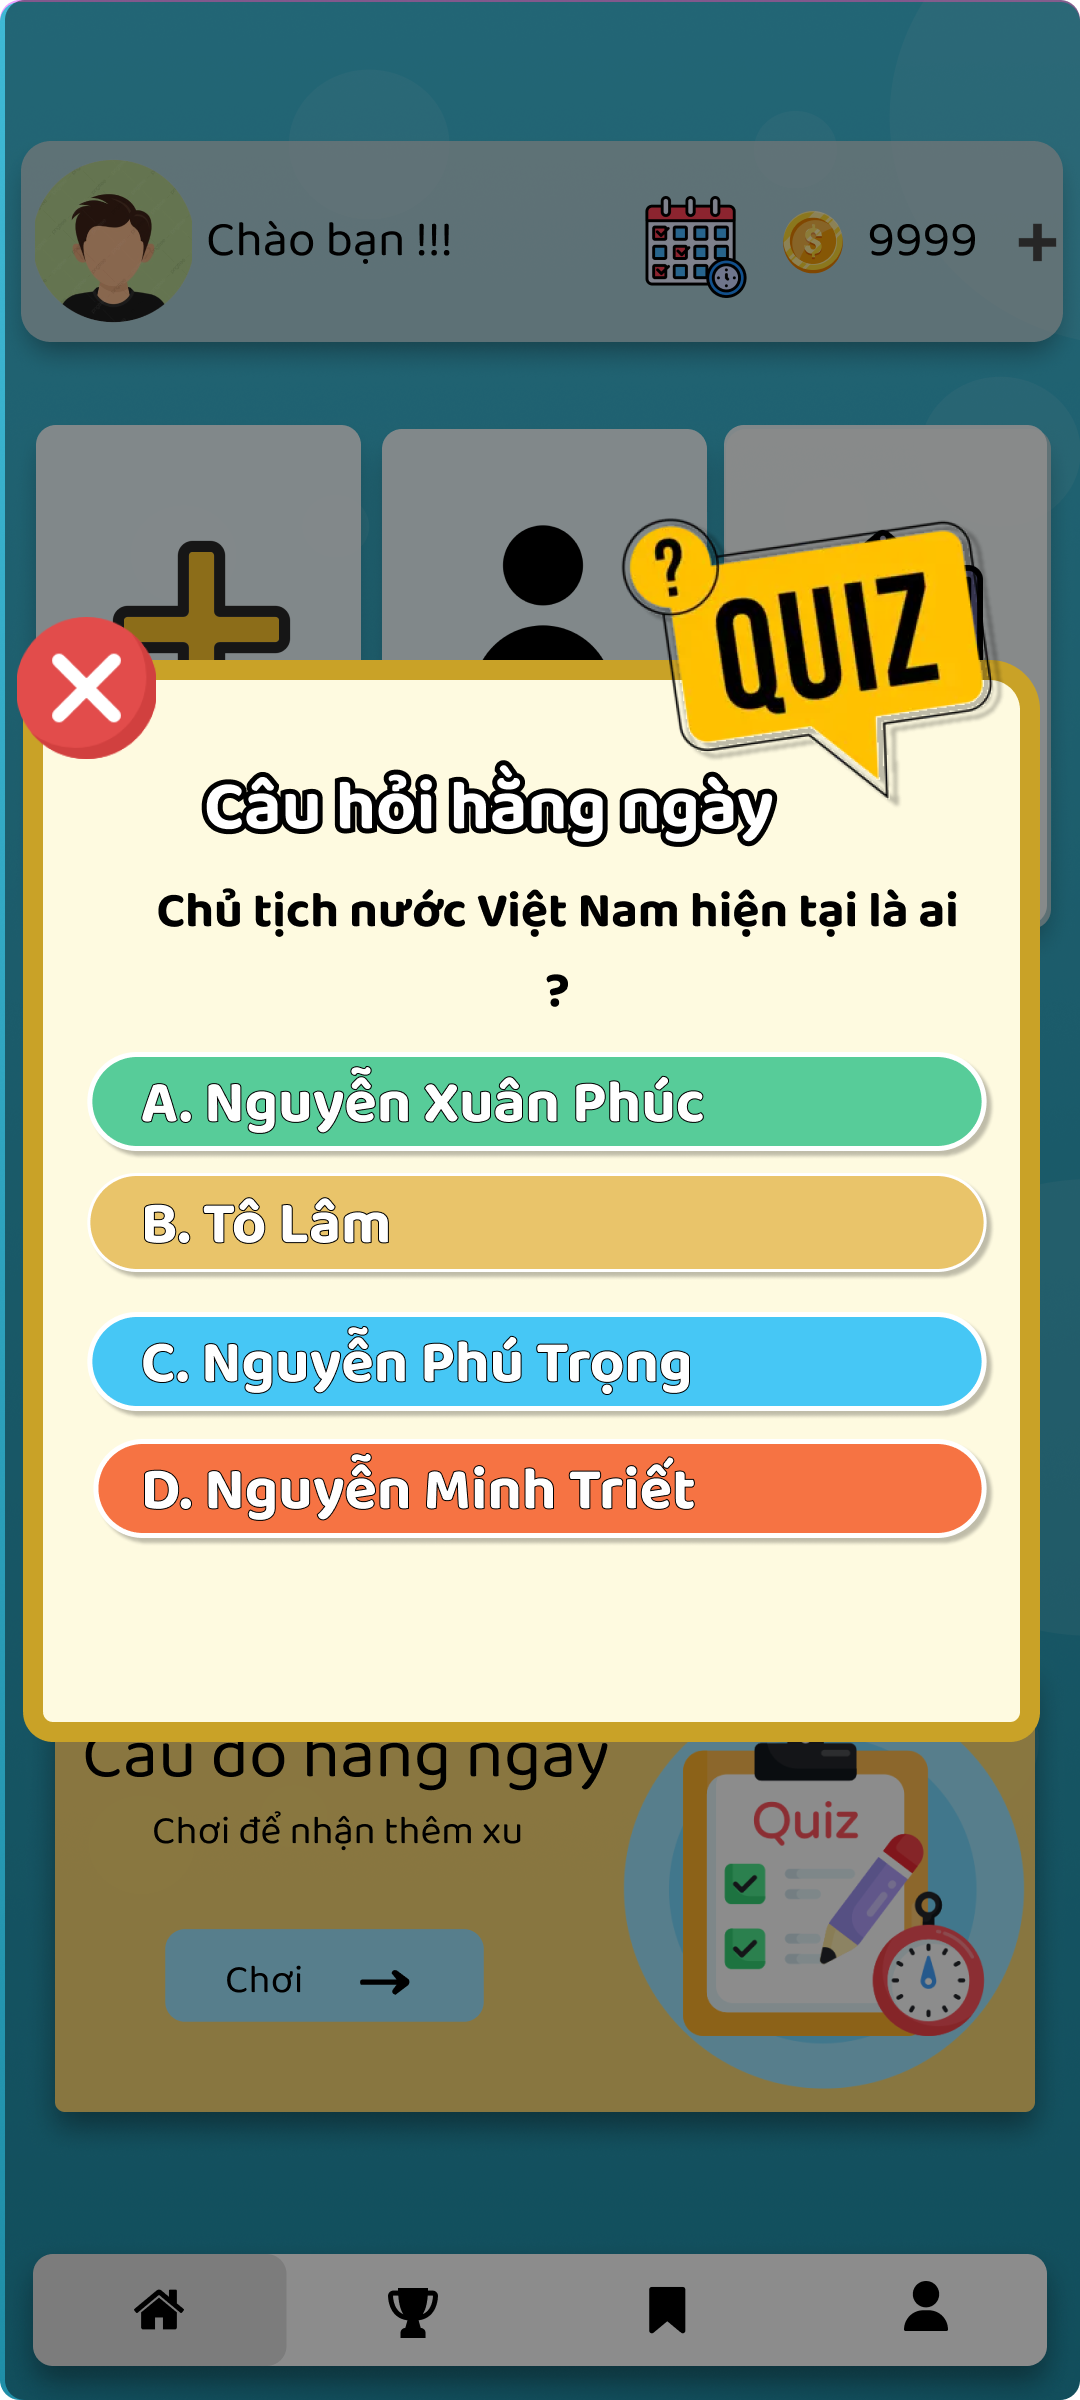 Chào bạn !!!
9999
?
QUIZ
Câu hỏi hằng ngày
Chủ tịch nước Việt Nam hiện tại là ai
?
A. Nguyễn Xuân Phúc
B. Tô Lâm
C. Nguyễn Phú Trọng
D. Nguyễn Minh Triết
Câu đố hằng ngày
Chơi để nhận thêm xu
Quiz
Chơi